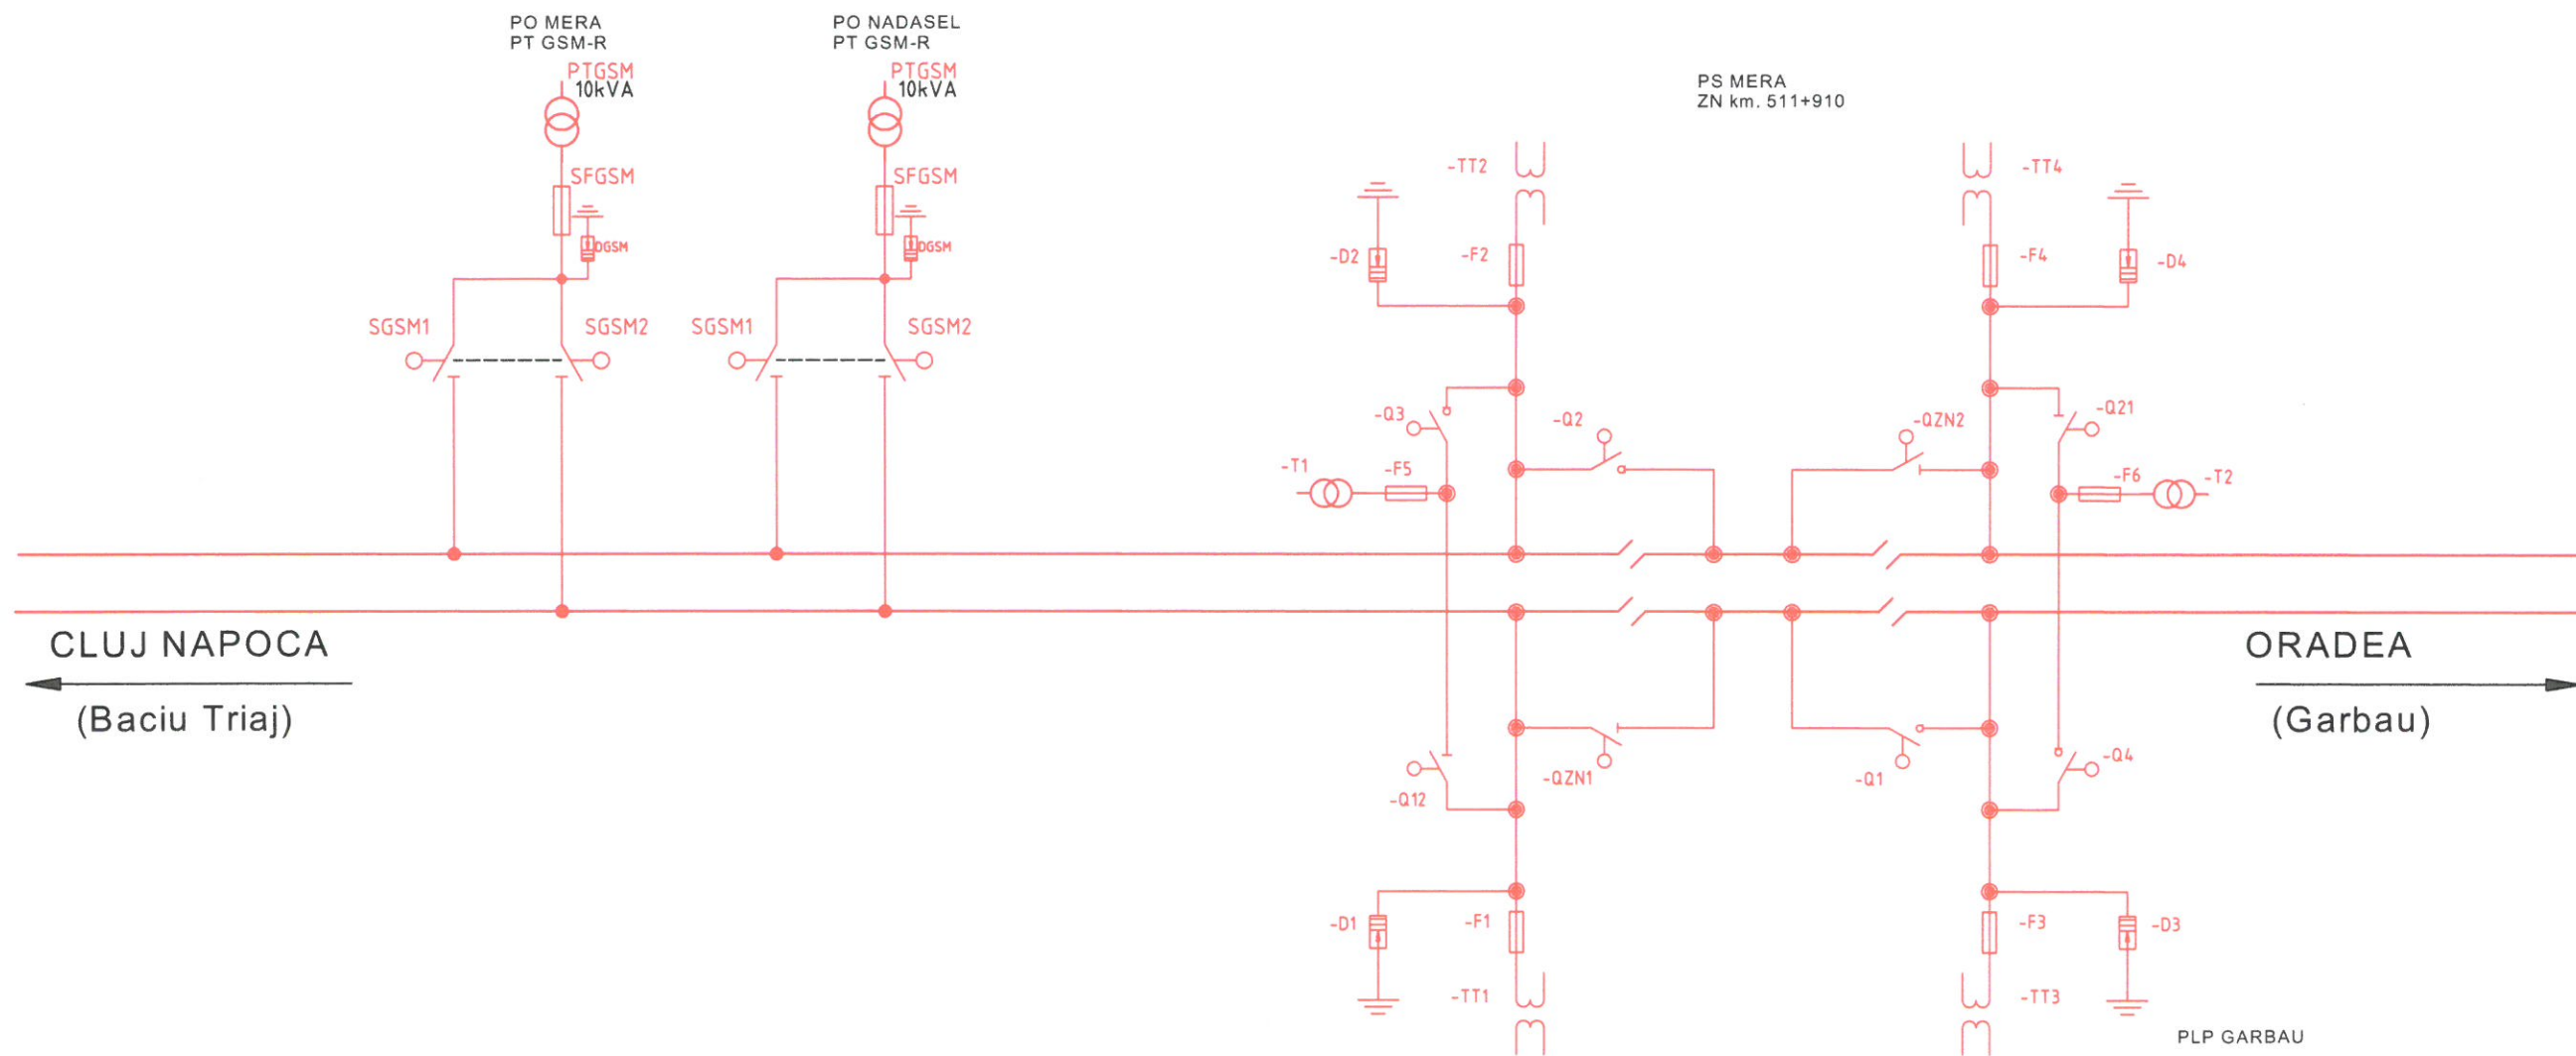 PO MERA
PT GSM-R
PTGSM
10kVA
SFGSM
DGSM
SGSM1
SGSM2
PO NADASEL
PT GSM-R
PTGSM
10kVA
SFGSM
DGSM
SGSM1
SGSM2
PS MERA
ZN km. 511+910
-TT2
-TT4
-D2
-F2
-F4
-D4
-Q3
-Q2
-QZN2
-Q21
-T1
-F5
-F6
-T2
CLUJ NAPOCA
(Baciu Triaj)
ORADEA
(Garbau)
-Q12
-QZN1
-Q1
-Q4
-D1
-F1
-F3
-D3
-TT1
-TT3
PLP GARBAU